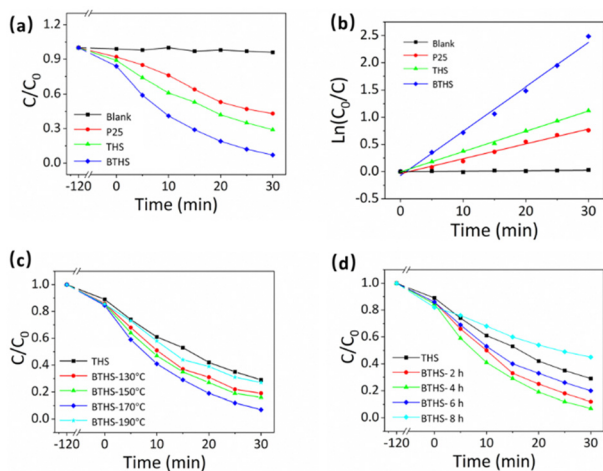 (a)
C/C0
1.2
0.9
0.6
0.3
0.0
Blank
P25
THS
BTHS
-120 0 10 20 30
Time (min)
(b)
Ln(C0/C)
2.5
2.0
1.5
1.0
0.5
0.0
-0.5
Blank
P25
THS
BTHS
0 5 10 15 20 25 30
Time (min)
(c)
C/C0
1.0
0.8
0.6
0.4
0.2
0.0
THS
BTHS-130°C
BTHS-150°C
BTHS-170°C
BTHS-190°C
-120 0 10 20 30
Time (min)
(d)
C/C0
1.0
0.8
0.6
0.4
0.2
0.0
THS
BTHS- 2 h
BTHS- 4 h
BTHS- 6 h
BTHS- 8 h
-120 0 10 20 30
Time (min)